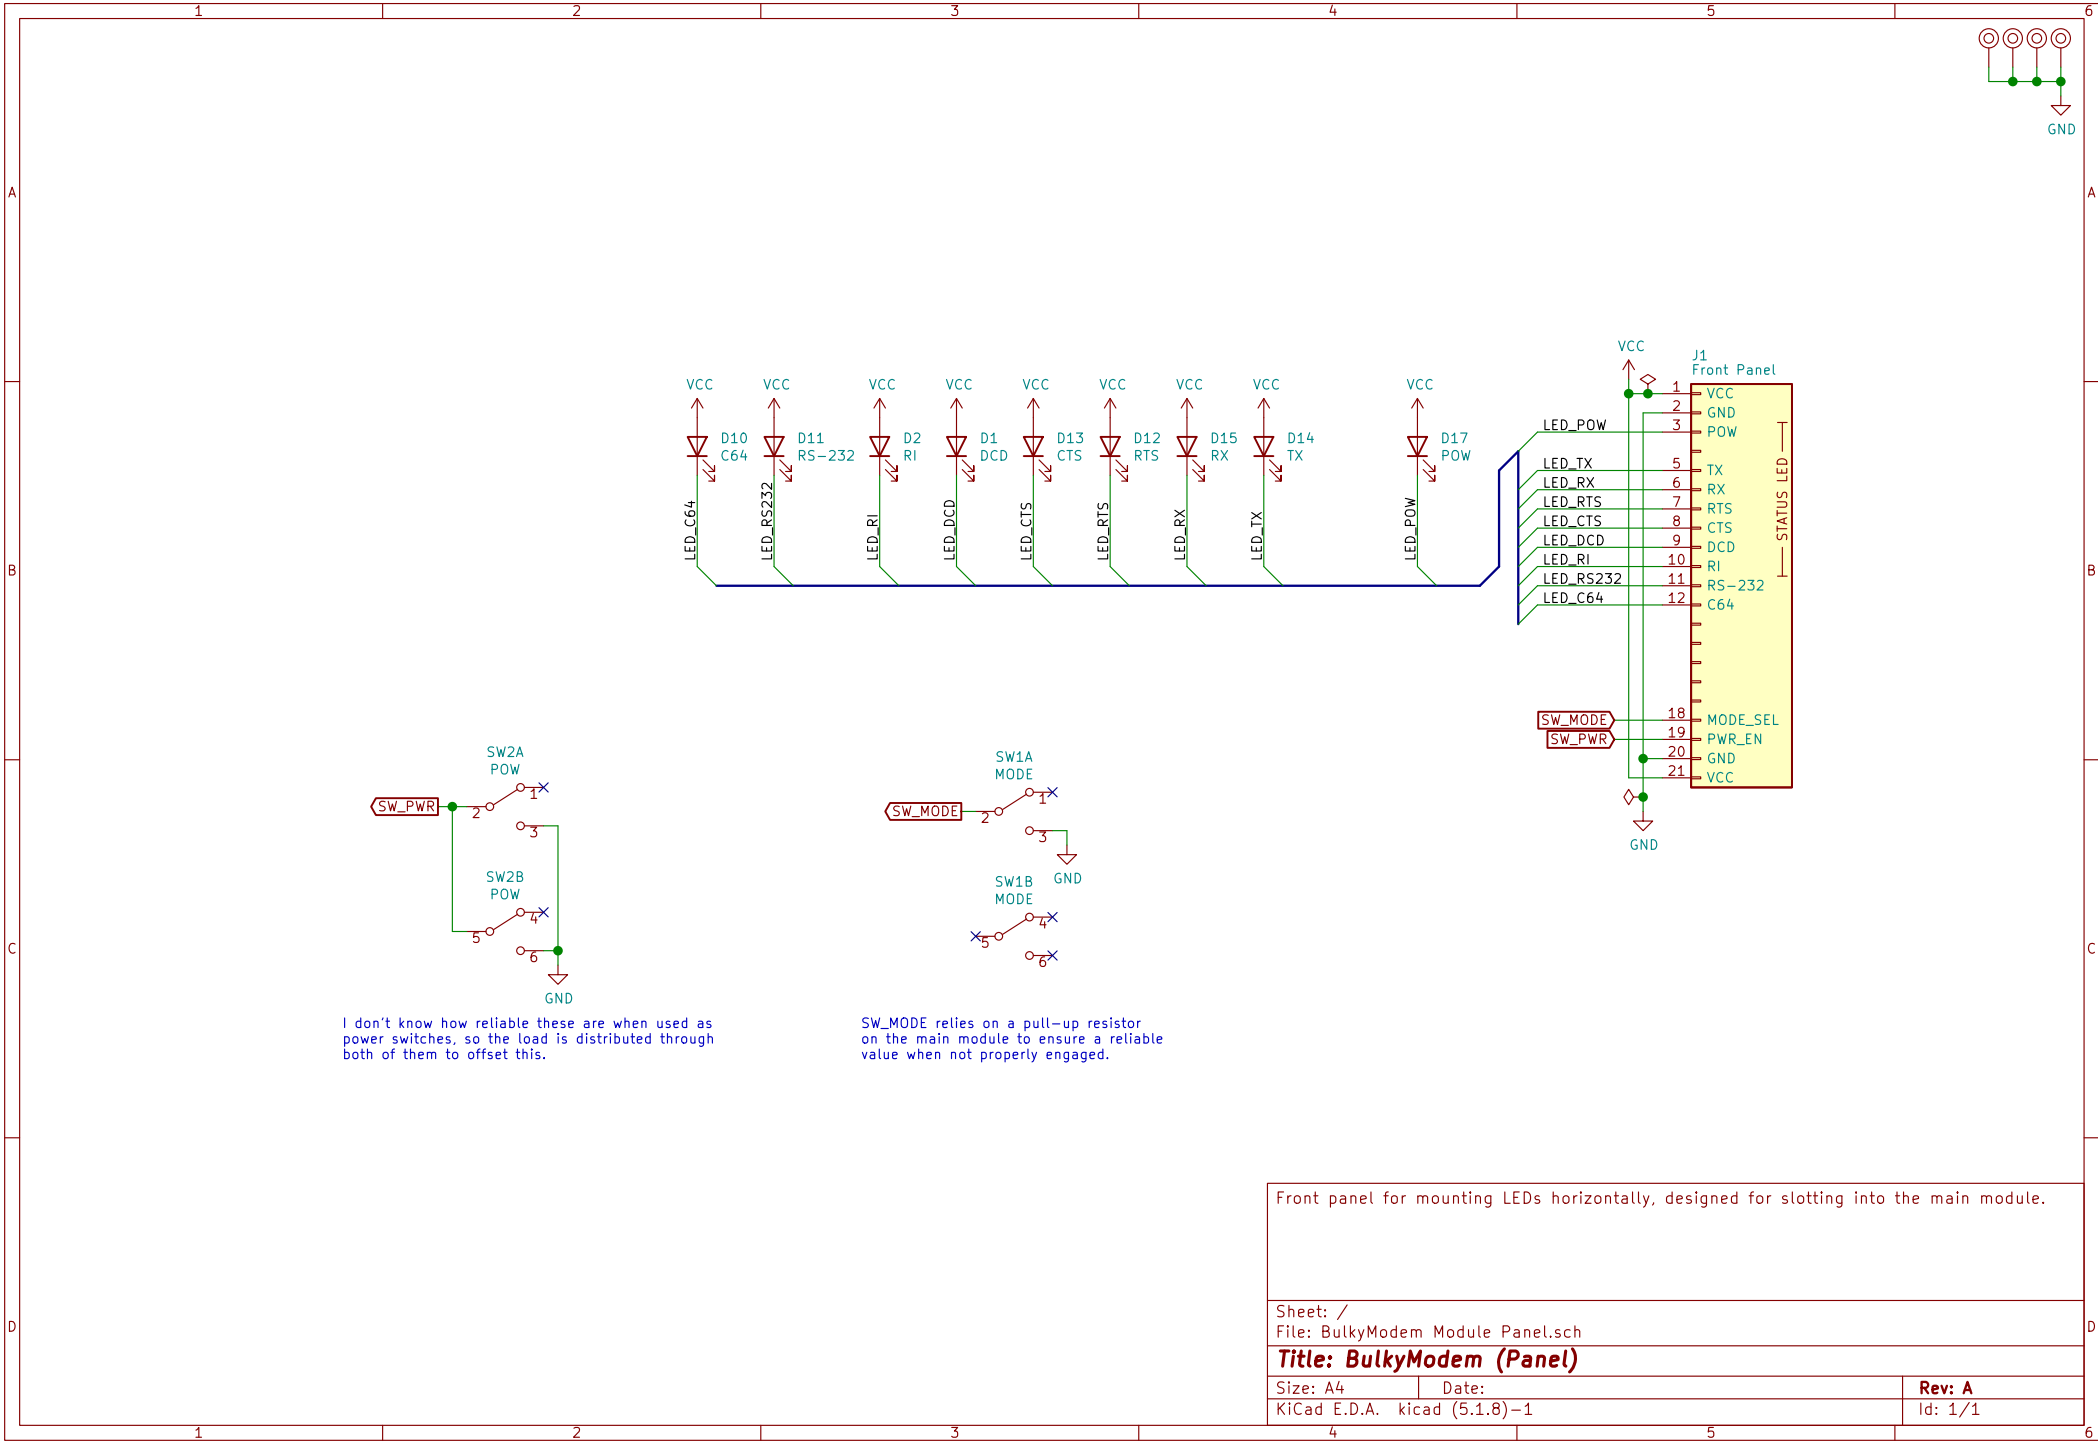 1 2 3 4 5 6
A A
B B
C C
D D
1 2 3 4 5 6
GND
VCC VCC VCC VCC VCC VCC VCC VCC VCC
D10
C64
D11
RS-232
D2
RI
D1
DCD
D13
CTS
D12
RTS
D15
RX
D14
TX
D17
POW
LED_C64
LED_RS232
LED_RI
LED_DCD
LED_CTS
LED_RTS
LED_RX
LED_TX
LED_POW
VCC
J1
Front Panel
1 VCC
2 GND
LED_POW 3 POW
LED_TX 5 TX
LED_RX 6 RX
LED_RTS 7 RTS
LED_CTS 8 CTS
LED_DCD 9 DCD
LED_RI 10 RI
LED_RS232 11 RS-232
LED_C64 12 C64
STATUS LED
SW_MODE 18 MODE_SEL
SW_PWR 19 PWR_EN
20 GND
21 VCC
GND
SW2A
POW
SW_PWR
2
1
3
SW2B
POW
5
4
6
GND
I don't know how reliable these are when used as
power switches, so the load is distributed through
both of them to offset this.
SW1A
MODE
SW_MODE
2
1
3
GND
SW1B
MODE
5
4
6
SW_MODE relies on a pull-up resistor
on the main module to ensure a reliable
value when not properly engaged.
Front panel for mounting LEDs horizontally, designed for slotting into the main module.
Sheet: /
File: BulkyModem Module Panel.sch
Title: BulkyModem (Panel)
Size: A4 Date: Rev: A
KiCad E.D.A. kicad (5.1.8)-1 Id: 1/1